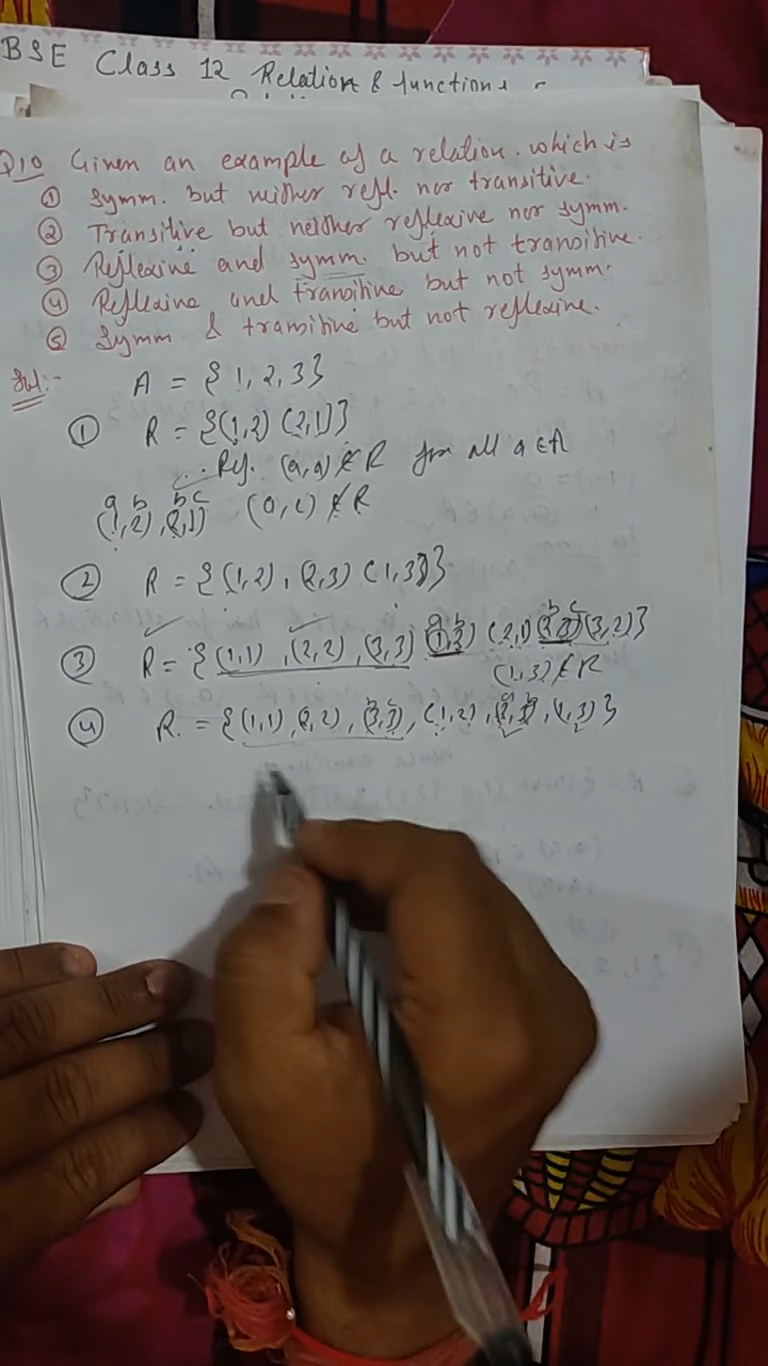 BSE Class 12 Relation & functions
Q10 Given an example of a relation. which is
① Symm. but neither refl. nor transitive.
② Transitive but neither reflexive nor symm.
③ Reflexive and symm. but not transitive.
④ Reflexive and transitive but not symm.
⑤ Symm & transitive but not reflexive.
Sol:- A = {1, 2, 3}
① R = {(1,2) (2,1)}
∴ Ref. (a,a) ∉ R for all a ∈ A
a b b c
(1,2), (2,1) (a,c) ∉ R
② R = {(1,2), (2,3) (1,3)}
a b b c
③ R = {(1,1), (2,2), (3,3) (1,2) (2,1) (2,3) (3,2)}
(1,3) ∉ R
④ R. = {(1,1), (2,2), (3,3), (1,2), (2,3), (1,3)}